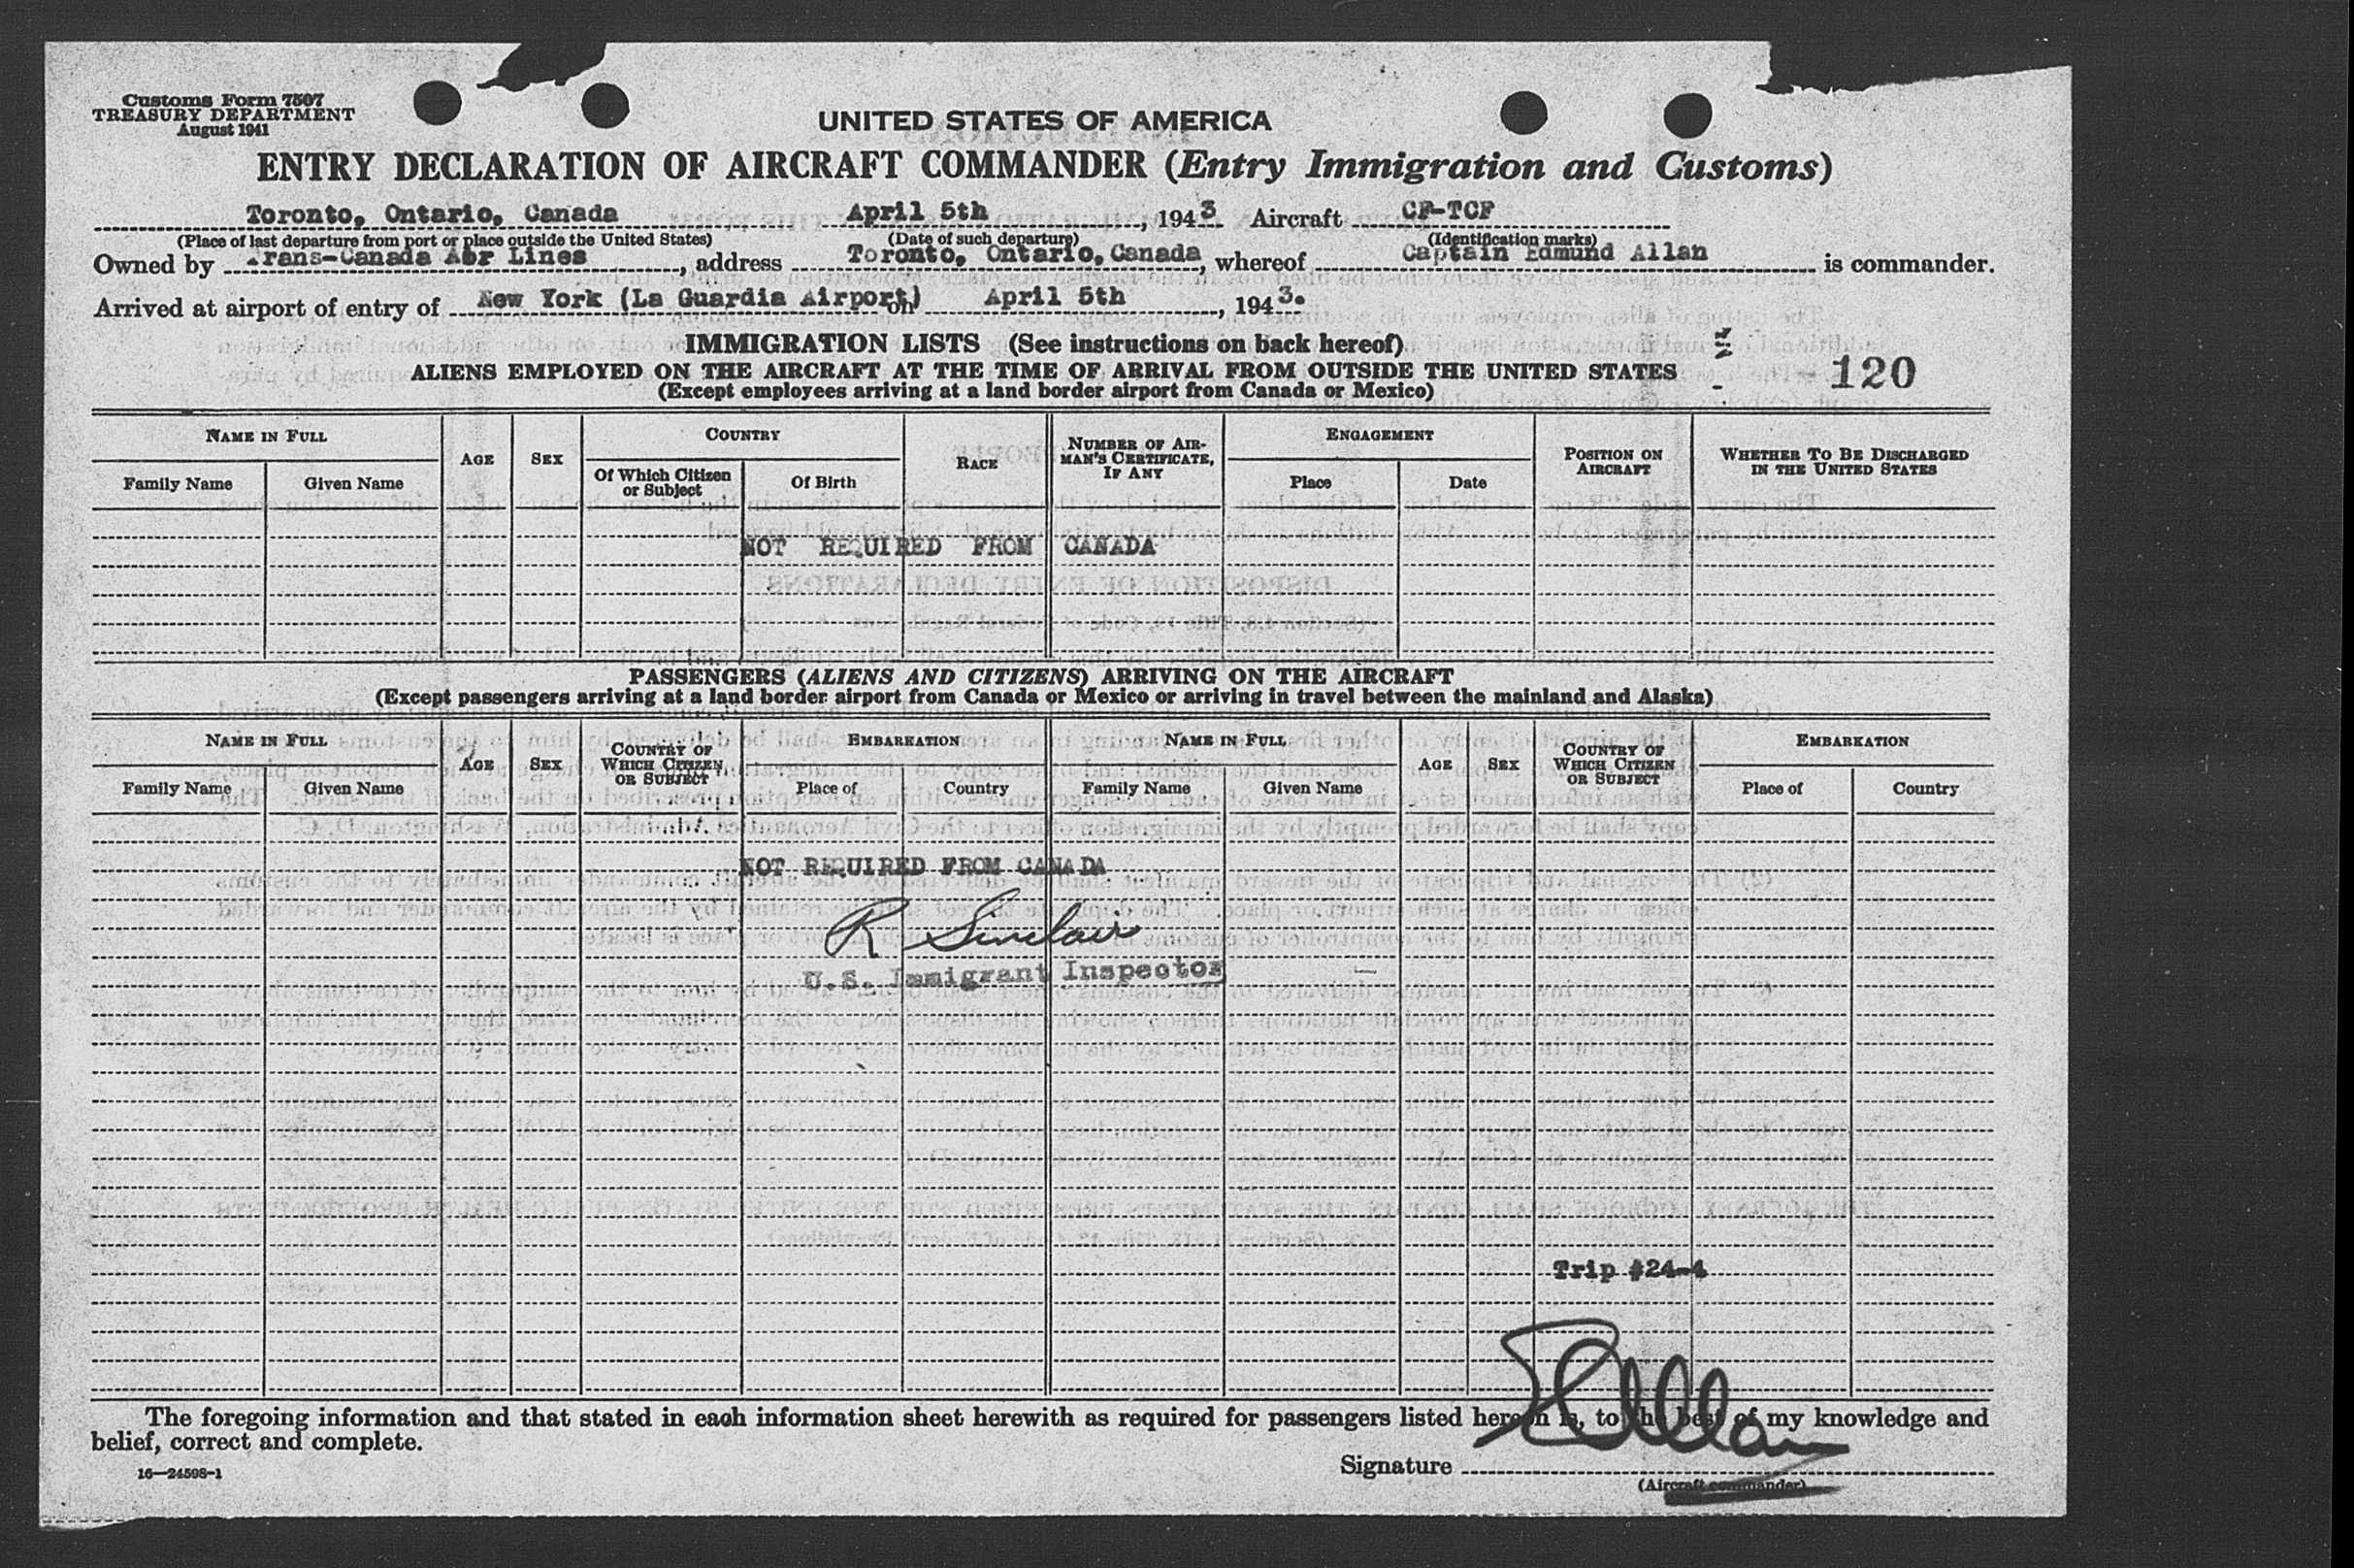 Customs Form 7507
TREASURY DEPARTMENT
August 1941
UNITED STATES OF AMERICA
ENTRY DECLARATION OF AIRCRAFT COMMANDER (Entry Immigration and Customs)
Toronto, Ontario, Canada April 5th, 1943 Aircraft CF-TCF
(Place of last departure from port or place outside the United States) (Date of such departure) (Identification marks)
Owned by Trans-Canada Air Lines, address Toronto, Ontario, Canada, whereof Captain Edmund Allan is commander.
Arrived at airport of entry of New York (La Guardia Airport) on April 5th, 1943.
IMMIGRATION LISTS (See instructions on back hereof)
ALIENS EMPLOYED ON THE AIRCRAFT AT THE TIME OF ARRIVAL FROM OUTSIDE THE UNITED STATES
120
(Except employees arriving at a land border airport from Canada or Mexico)
NAME IN FULL AGE SEX COUNTRY RACE NUMBER OF AIR-MAN'S CERTIFICATE, IF ANY ENGAGEMENT POSITION ON AIRCRAFT WHETHER TO BE DISCHARGED IN THE UNITED STATES
Family Name Given Name Of Which Citizen or Subject Of Birth Place Date
NOT REQUIRED FROM CANADA
PASSENGERS (ALIENS AND CITIZENS) ARRIVING ON THE AIRCRAFT
(Except passengers arriving at a land border airport from Canada or Mexico or arriving in travel between the mainland and Alaska)
NAME IN FULL AGE SEX COUNTRY OF WHICH CITIZEN OR SUBJECT EMBARKATION NAME IN FULL AGE SEX COUNTRY OF WHICH CITIZEN OR SUBJECT EMBARKATION
Family Name Given Name Place of Country Family Name Given Name Place of Country
NOT REQUIRED FROM CANADA
R Sinclair
U.S. Immigrant Inspector
Trip #24-4
The foregoing information and that stated in each information sheet herewith as required for passengers listed hereon is, to the best of my knowledge and
belief, correct and complete.
16—24598-1
Signature E Allan
(Aircraft commander)